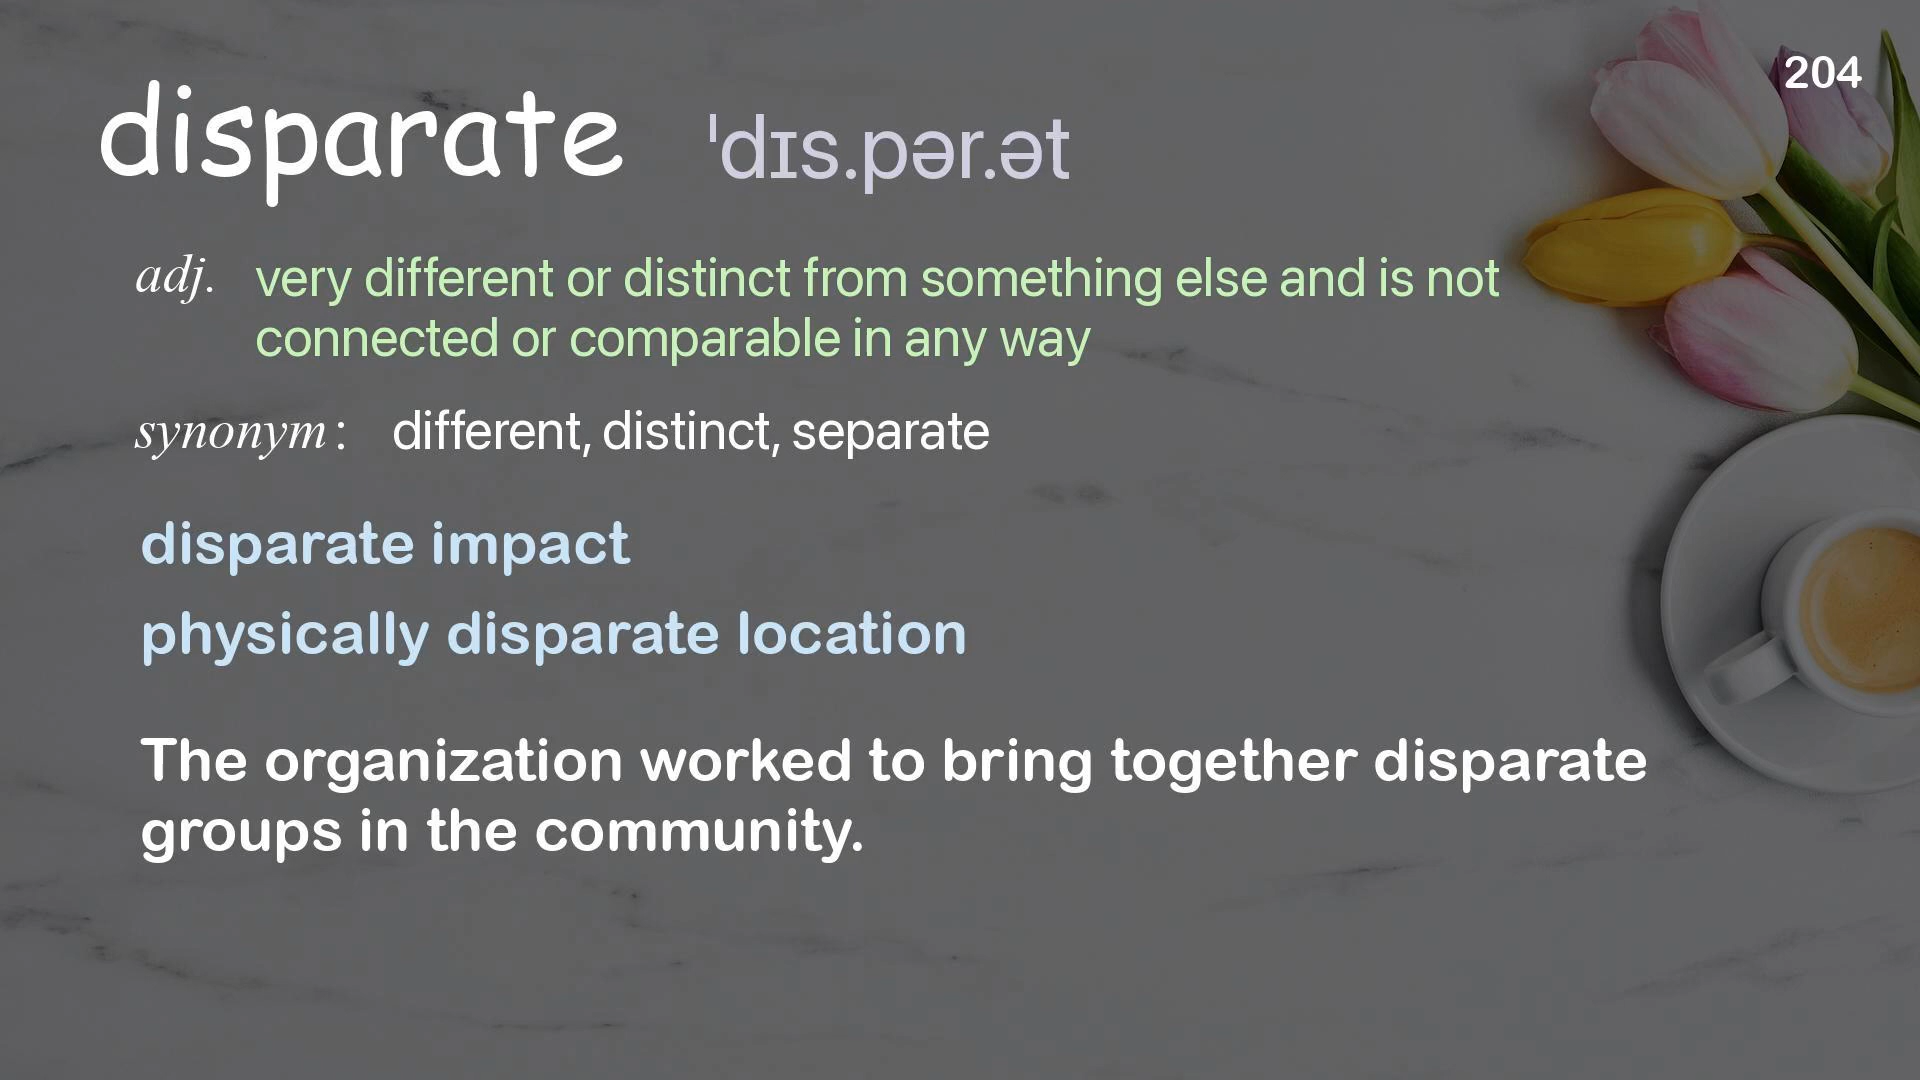 204
disparate ˈdɪs.pər.ət
adj. very different or distinct from something else and is not
connected or comparable in any way
synonym: different, distinct, separate
disparate impact
physically disparate location
The organization worked to bring together disparate
groups in the community.